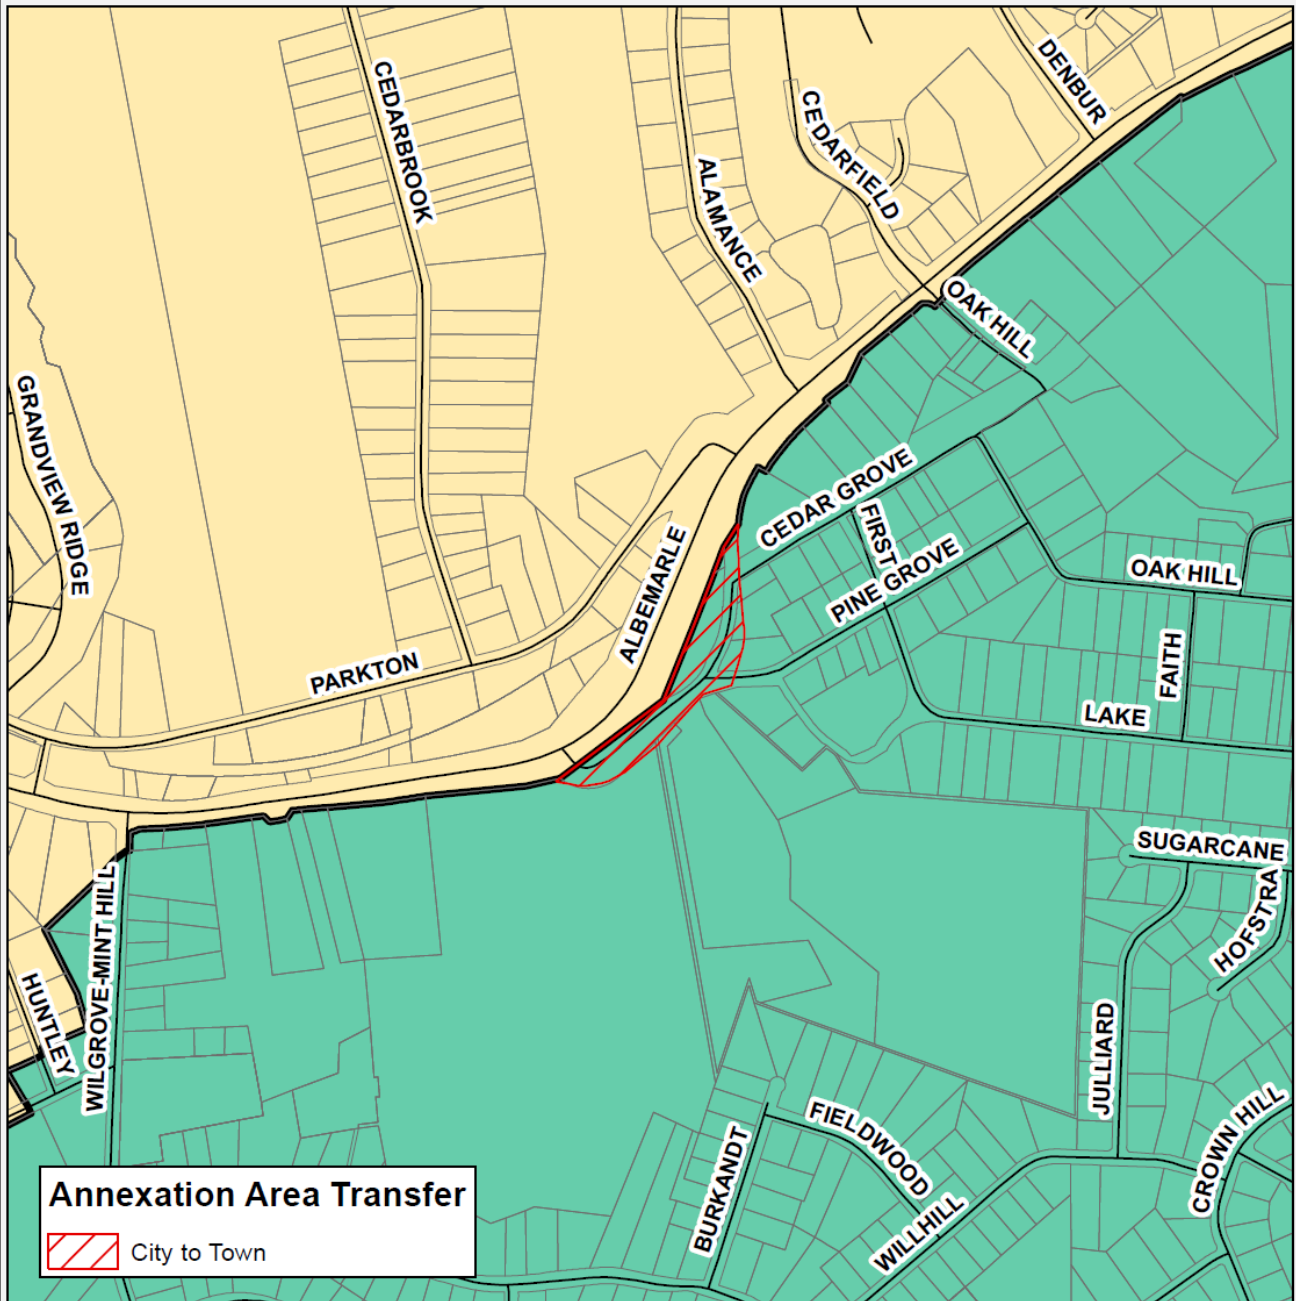 DENBUR
CEDARBROOK
CEDARFIELD
ALAMANCE
OAK HILL
GRANDVIEW RIDGE
CEDAR GROVE
FIRST
ALBEMARLE
PINE GROVE
OAK HILL
PARKTON
FAITH
LAKE
SUGARCANE
HOFSTRA
WILGROVE-MINT HILL
HUNTLEY
JULLIARD
CROWN HILL
FIELDWOOD
BURKANDT
WILLHILL
Annexation Area Transfer
City to Town